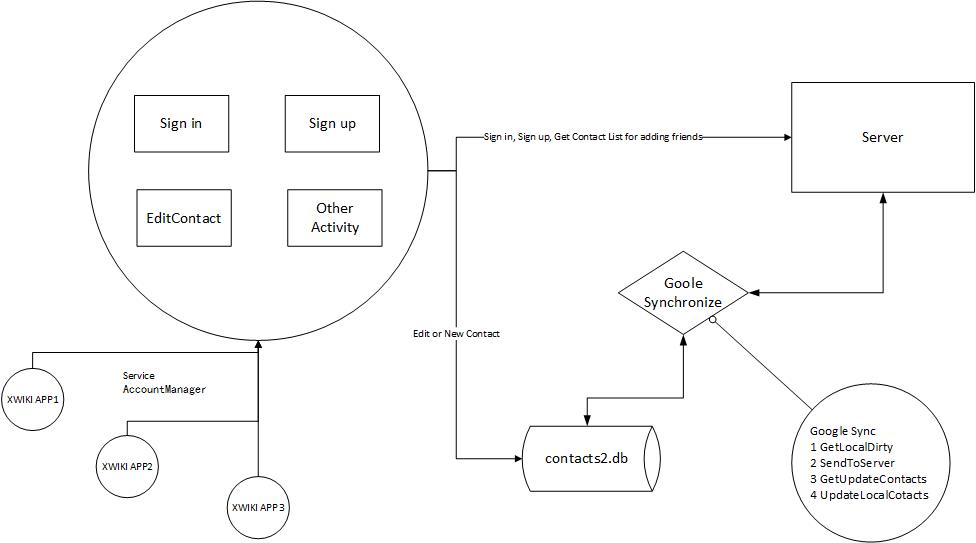 Sign in
Sign up
EditContact
Other
Activity
Sign in, Sign up, Get Contact List for adding friends
Server
Goole
Synchronize
Edit or New Contact
Service
AccountManager
XWIKI APP1
XWIKI APP2
XWIKI APP3
contacts2.db
Google Sync
1 GetLocalDirty
2 SendToServer
3 GetUpdateContacts
4 UpdateLocalCotacts